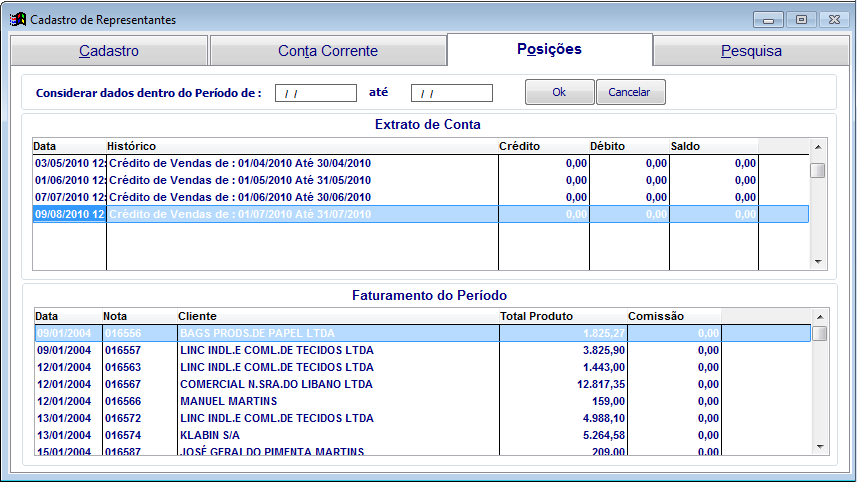 Cadastro de Representantes
Cadastro Conta Corrente Posições Pesquisa
Considerar dados dentro do Período de : / / até / / Ok Cancelar
Extrato de Conta
Data Histórico Crédito Débito Saldo
03/05/2010 12: Crédito de Vendas de : 01/04/2010 Até 30/04/2010 0,00 0,00 0,00
01/06/2010 12: Crédito de Vendas de : 01/05/2010 Até 31/05/2010 0,00 0,00 0,00
07/07/2010 12: Crédito de Vendas de : 01/06/2010 Até 30/06/2010 0,00 0,00 0,00
09/08/2010 12 Crédito de Vendas de : 01/07/2010 Até 31/07/2010 0,00 0,00 0,00
Faturamento do Período
Data Nota Cliente Total Produto Comissão
09/01/2004 016556 BAGS PRODS.DE PAPEL LTDA 1.825,27 0,00
09/01/2004 016557 LINC INDL.E COML.DE TECIDOS LTDA 3.825,90 0,00
12/01/2004 016563 LINC INDL.E COML.DE TECIDOS LTDA 1.443,00 0,00
12/01/2004 016567 COMERCIAL N.SRA.DO LIBANO LTDA 12.817,35 0,00
12/01/2004 016566 MANUEL MARTINS 159,00 0,00
13/01/2004 016572 LINC INDL.E COML.DE TECIDOS LTDA 4.988,10 0,00
13/01/2004 016574 KLABIN S/A 5.264,58 0,00
15/01/2004 016587 JOSÉ GERALDO PIMENTA MARTINS 209,00 0,00